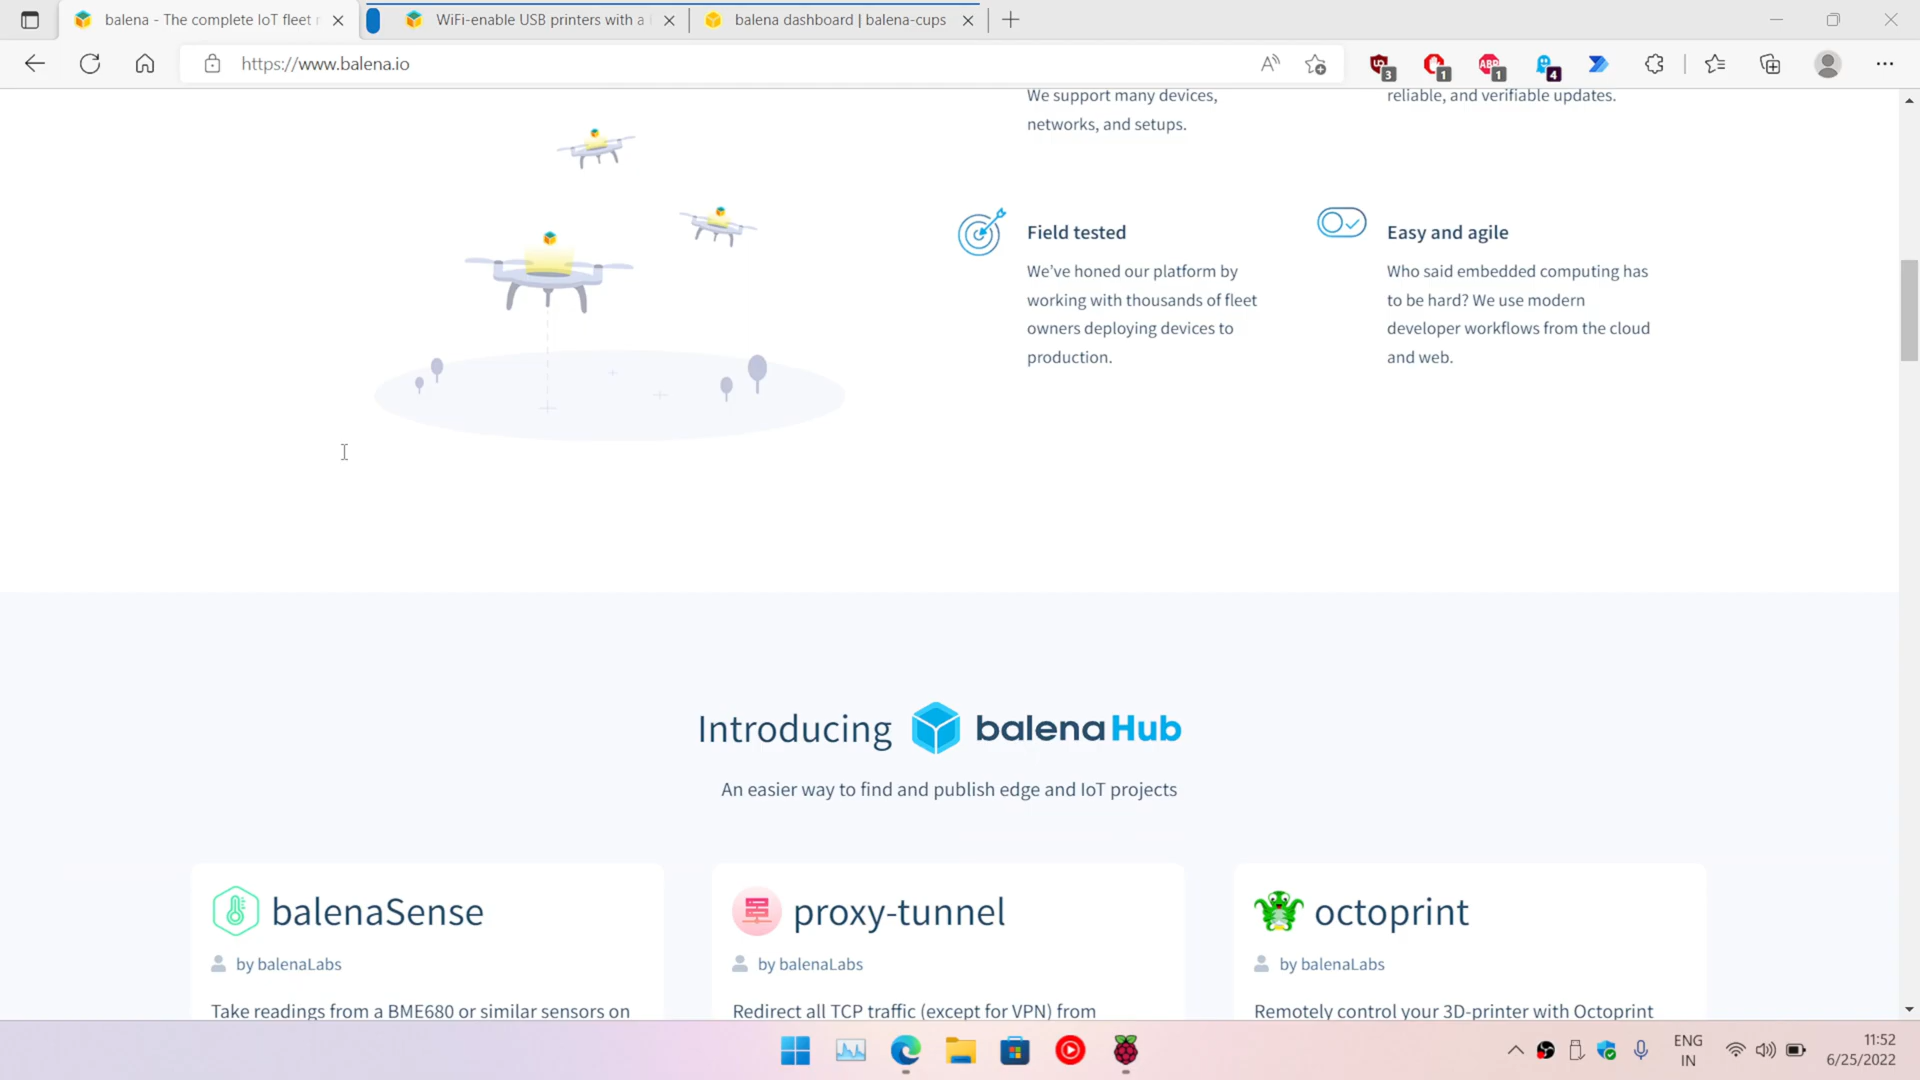 balena - The complete IoT fleet
WiFi-enable USB printers with a
balena dashboard | balena-cups
https://www.balena.io
3
1
ABP
1
4
We support many devices,
networks, and setups.
reliable, and verifiable updates.
Field tested
We've honed our platform by
working with thousands of fleet
owners deploying devices to
production.
Easy and agile
Who said embedded computing has
to be hard? We use modern
developer workflows from the cloud
and web.
Introducing balenaHub
An easier way to find and publish edge and IoT projects
balenaSense
by balenaLabs
Take readings from a BME680 or similar sensors on
proxy-tunnel
by balenaLabs
Redirect all TCP traffic (except for VPN) from
octoprint
by balenaLabs
Remotely control your 3D-printer with Octoprint
ENG
IN
11:52
6/25/2022